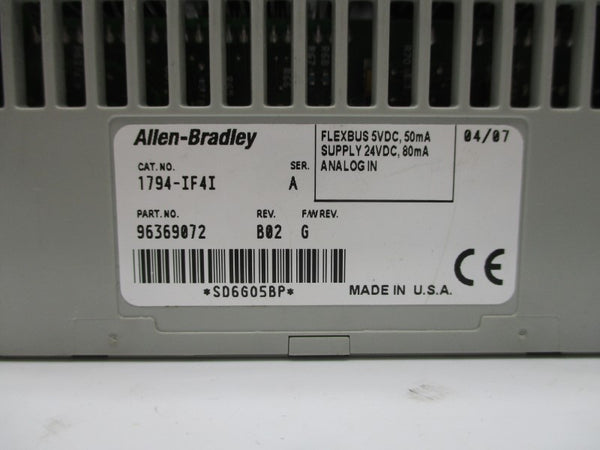 Allen-Bradley
FLEXBUS 5VDC, 50mA
SUPPLY 24VDC, 80mA
ANALOG IN
04/07
CAT. NO. SER.
1794-IF4I A
PART. NO. REV. F/W REV.
96369072 B02 G
*SD6G05BP*
MADE IN U.S.A.
CE